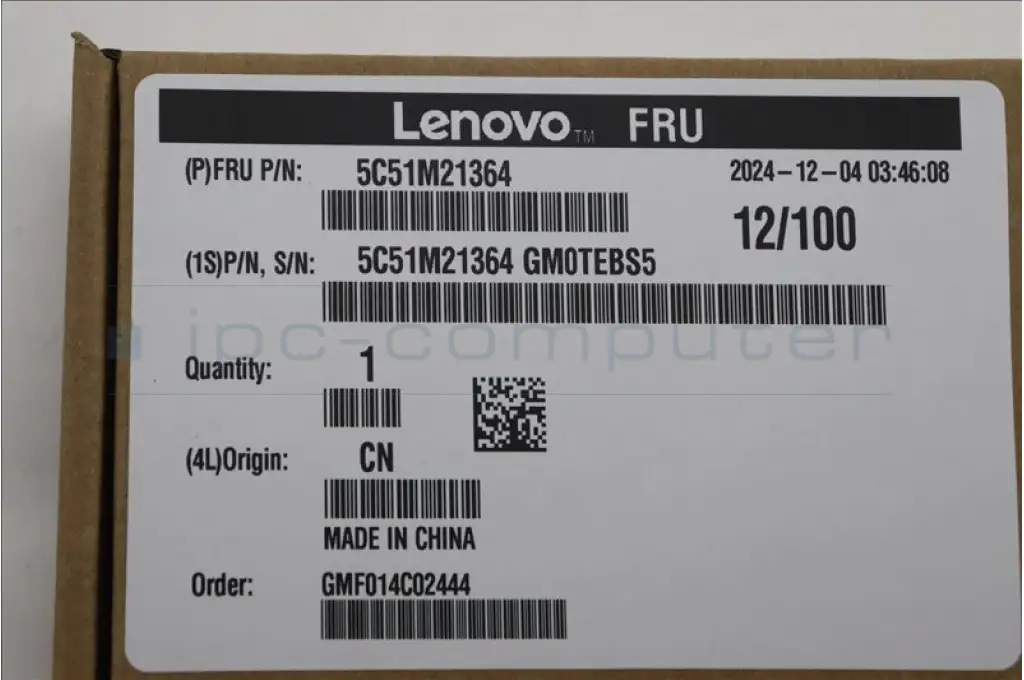 Lenovo™ FRU
(P)FRU P/N: 5C51M21364 2024-12-04 03:46:08
12/100
(1S)P/N, S/N: 5C51M21364 GM0TEBS5
ipc-computer
Quantity: 1
(4L)Origin: CN
MADE IN CHINA
Order: GMF014C02444